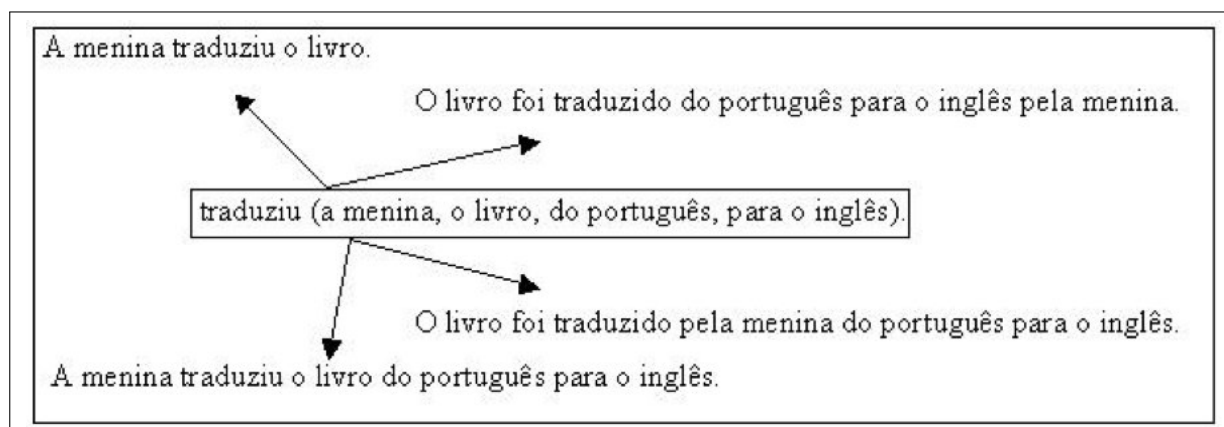 A menina traduziu o livro.
O livro foi traduzido do português para o inglês pela menina.
traduziu (a menina, o livro, do português, para o inglês).
O livro foi traduzido pela menina do português para o inglês.
A menina traduziu o livro do português para o inglês.